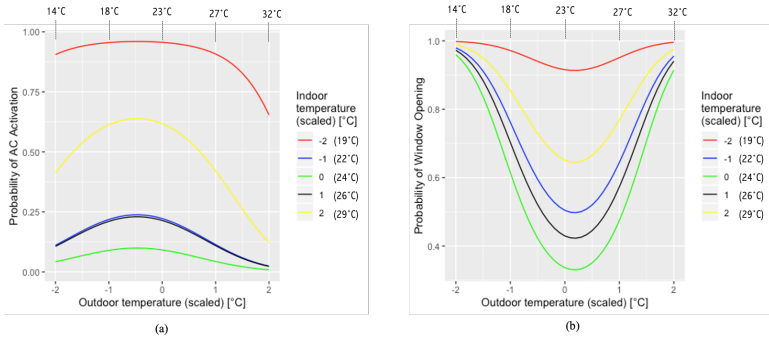 14°C 18°C 23°C 27°C 32°C
1.00
0.75
0.50
0.25
0.00
Probability of AC Activation
-2 -1 0 1 2
Outdoor temperature (scaled) [°C]
Indoor
temperature
(scaled) [°C]
-2 (19°C)
-1 (22°C)
0 (24°C)
1 (26°C)
2 (29°C)
(a)
14°C 18°C 23°C 27°C 32°C
1.0
0.8
0.6
0.4
Probability of Window Opening
-2 -1 0 1 2
Outdoor temperature (scaled) [°C]
Indoor
temperature
(scaled) [°C]
-2 (19°C)
-1 (22°C)
0 (24°C)
1 (26°C)
2 (29°C)
(b)